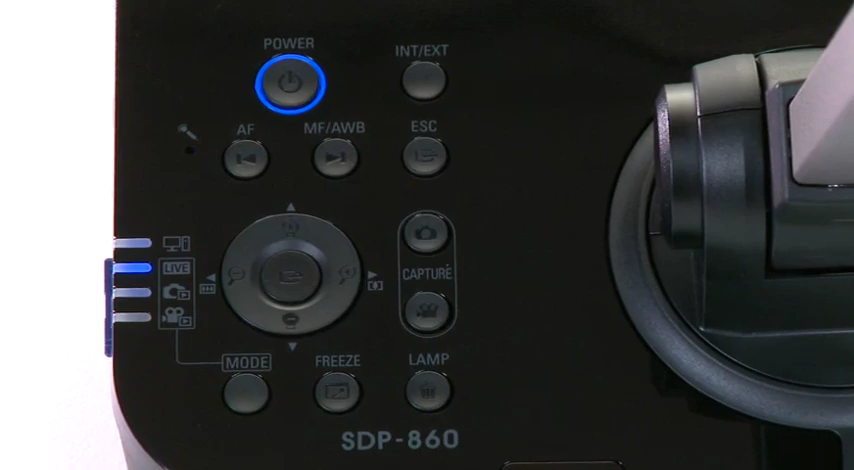 POWER
INT/EXT
AF
MF/AWB
ESC
LIVE
CAPTURE
MODE
FREEZE
LAMP
SDP-860